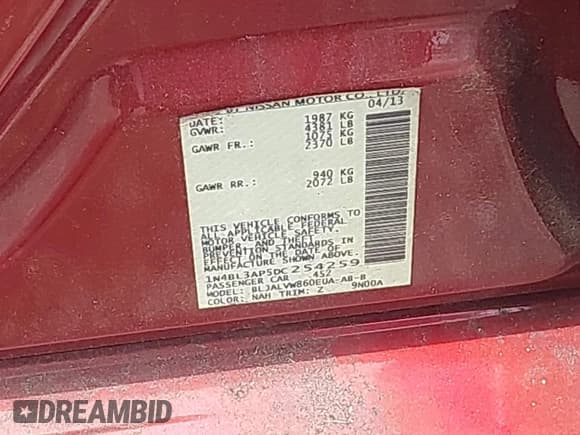 BY NISSAN MOTOR CO., LTD.
DATE: 04/13
GVWR: 1987 KG
4381 LB
GAWR FR.: 1075 KG
2370 LB
GAWR RR.: 940 KG
2072 LB
THIS VEHICLE CONFORMS TO
ALL APPLICABLE FEDERAL
MOTOR VEHICLE SAFETY,
BUMPER, AND THEFT
PREVENTION STANDARDS IN
EFFECT ON THE DATE OF
MANUFACTURE SHOWN ABOVE.
1N4BL3AP5DC254259
PASSENGER CAR 452
MODEL: BLJALVW860EUA-AB-B
COLOR: NAH TRIM: Z 9N00A
DREAMBID